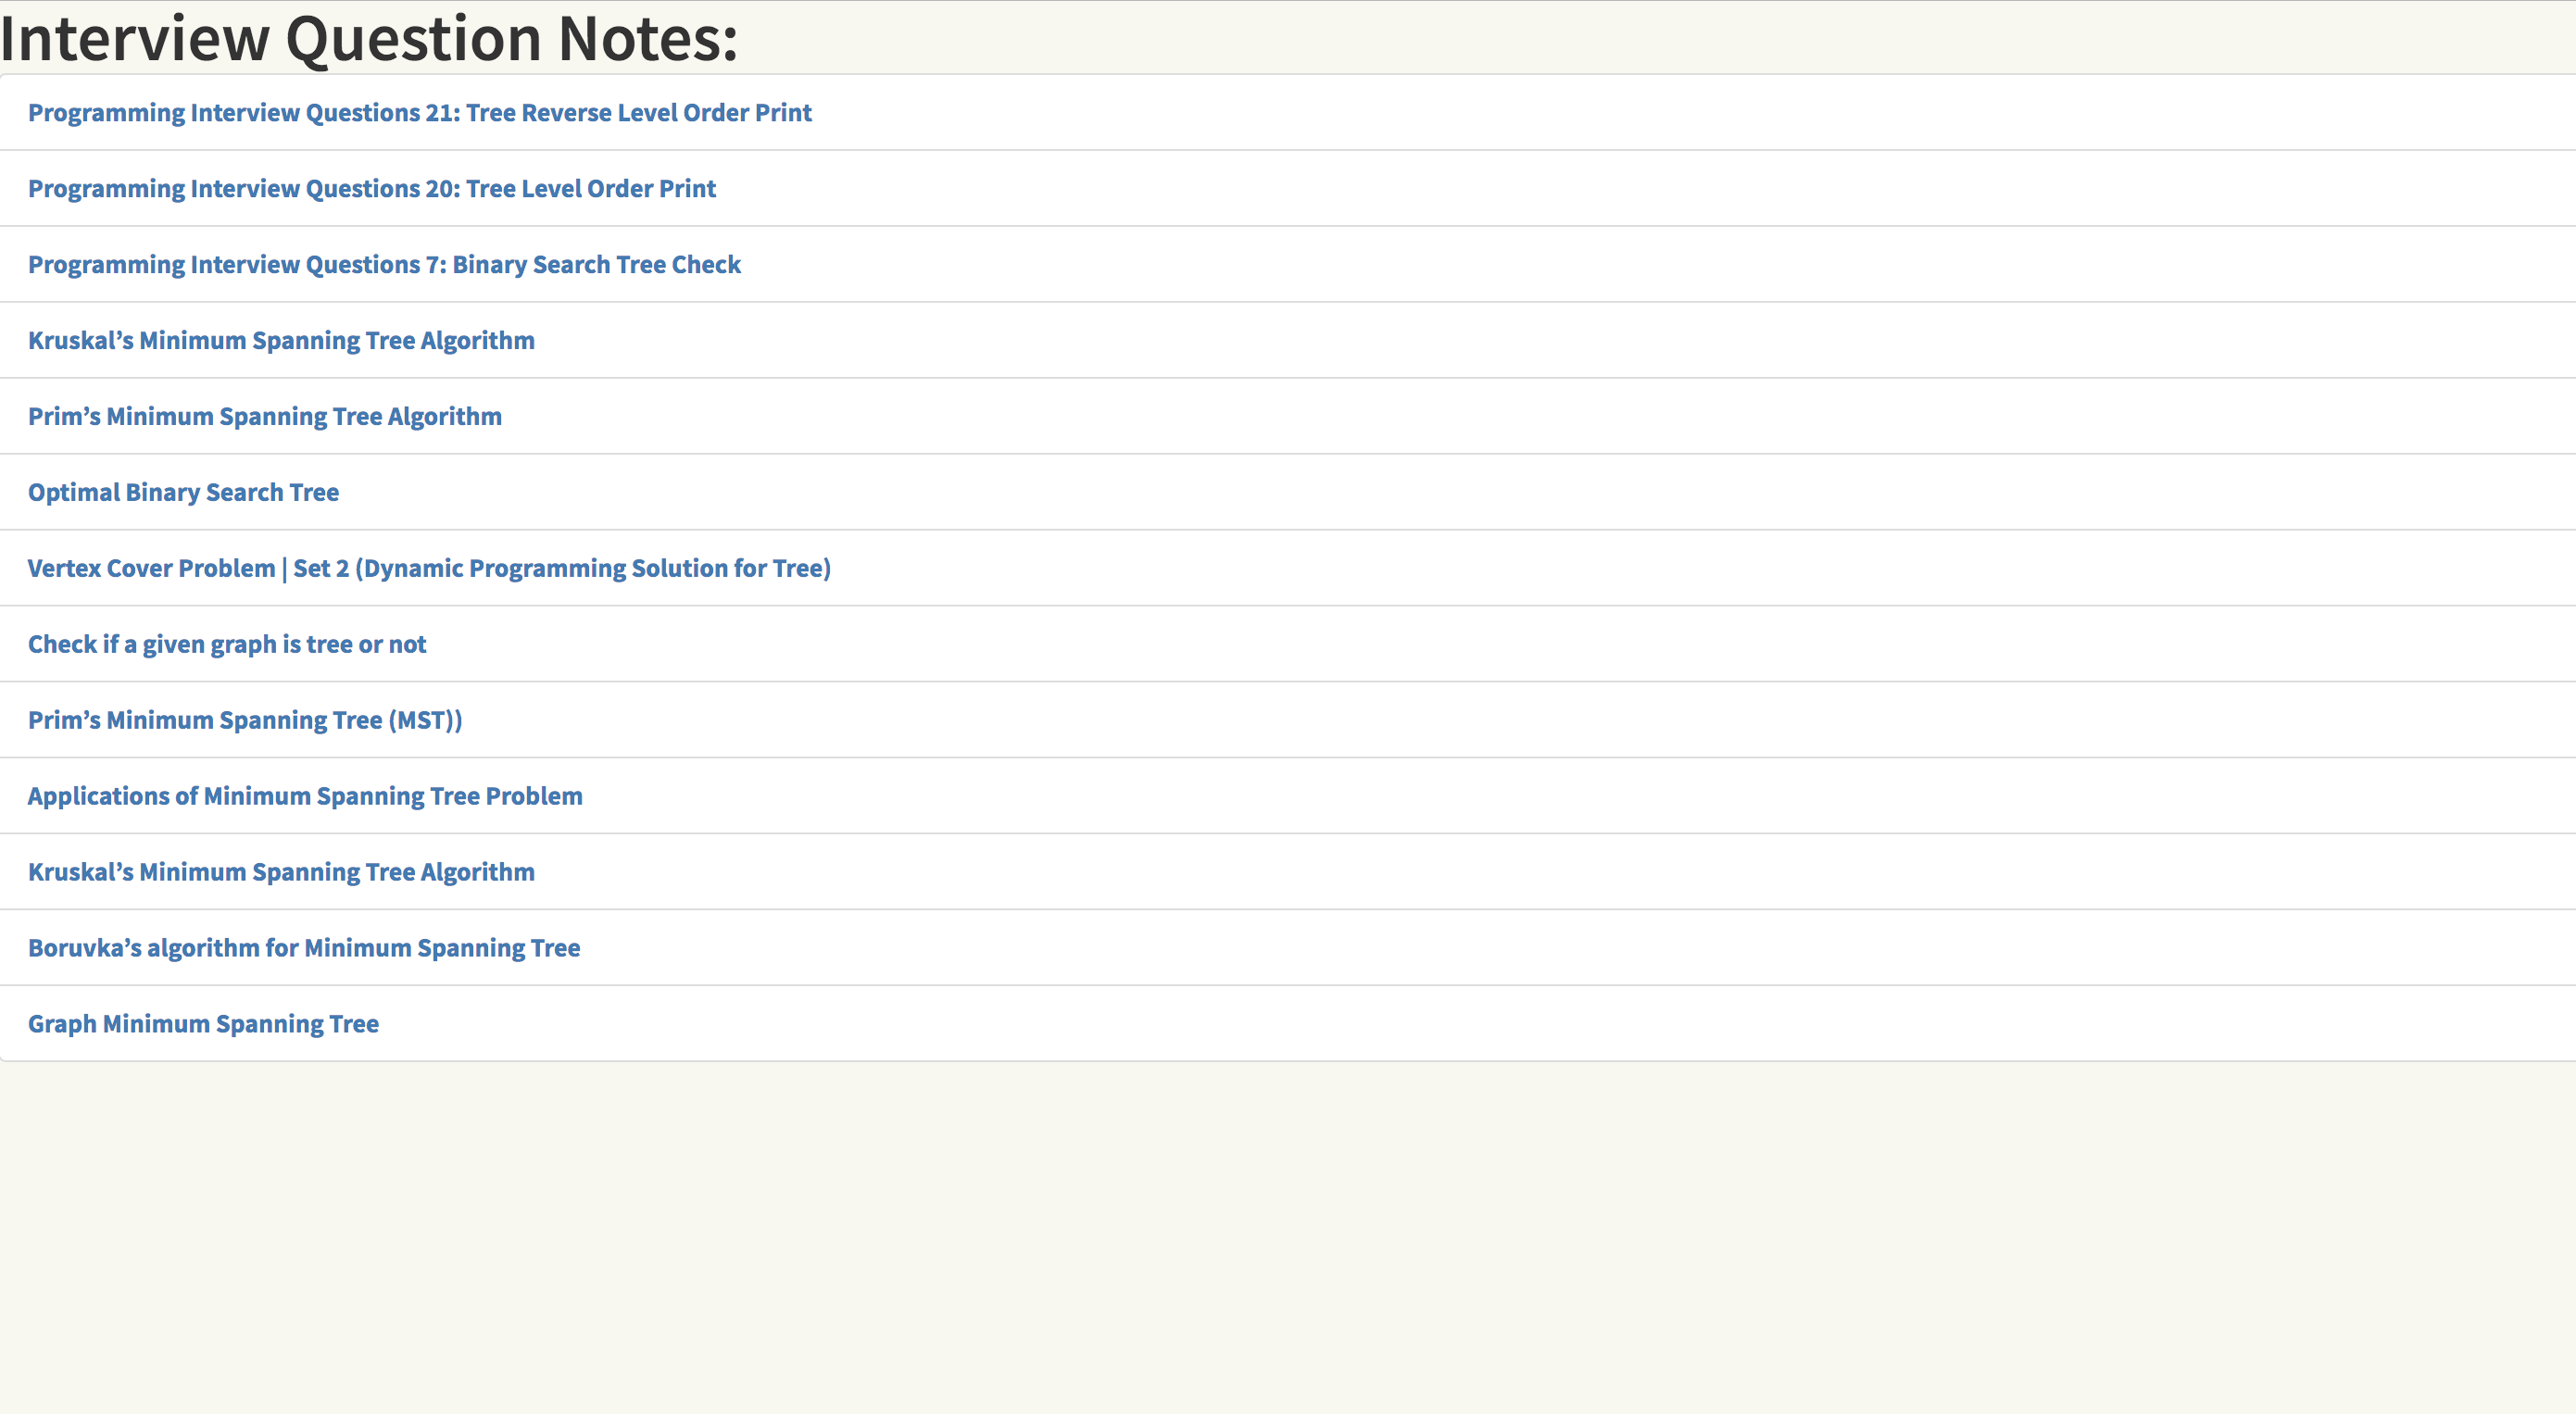 Interview Question Notes:
Programming Interview Questions 21: Tree Reverse Level Order Print
Programming Interview Questions 20: Tree Level Order Print
Programming Interview Questions 7: Binary Search Tree Check
Kruskal’s Minimum Spanning Tree Algorithm
Prim’s Minimum Spanning Tree Algorithm
Optimal Binary Search Tree
Vertex Cover Problem | Set 2 (Dynamic Programming Solution for Tree)
Check if a given graph is tree or not
Prim’s Minimum Spanning Tree (MST))
Applications of Minimum Spanning Tree Problem
Kruskal’s Minimum Spanning Tree Algorithm
Boruvka’s algorithm for Minimum Spanning Tree
Graph Minimum Spanning Tree